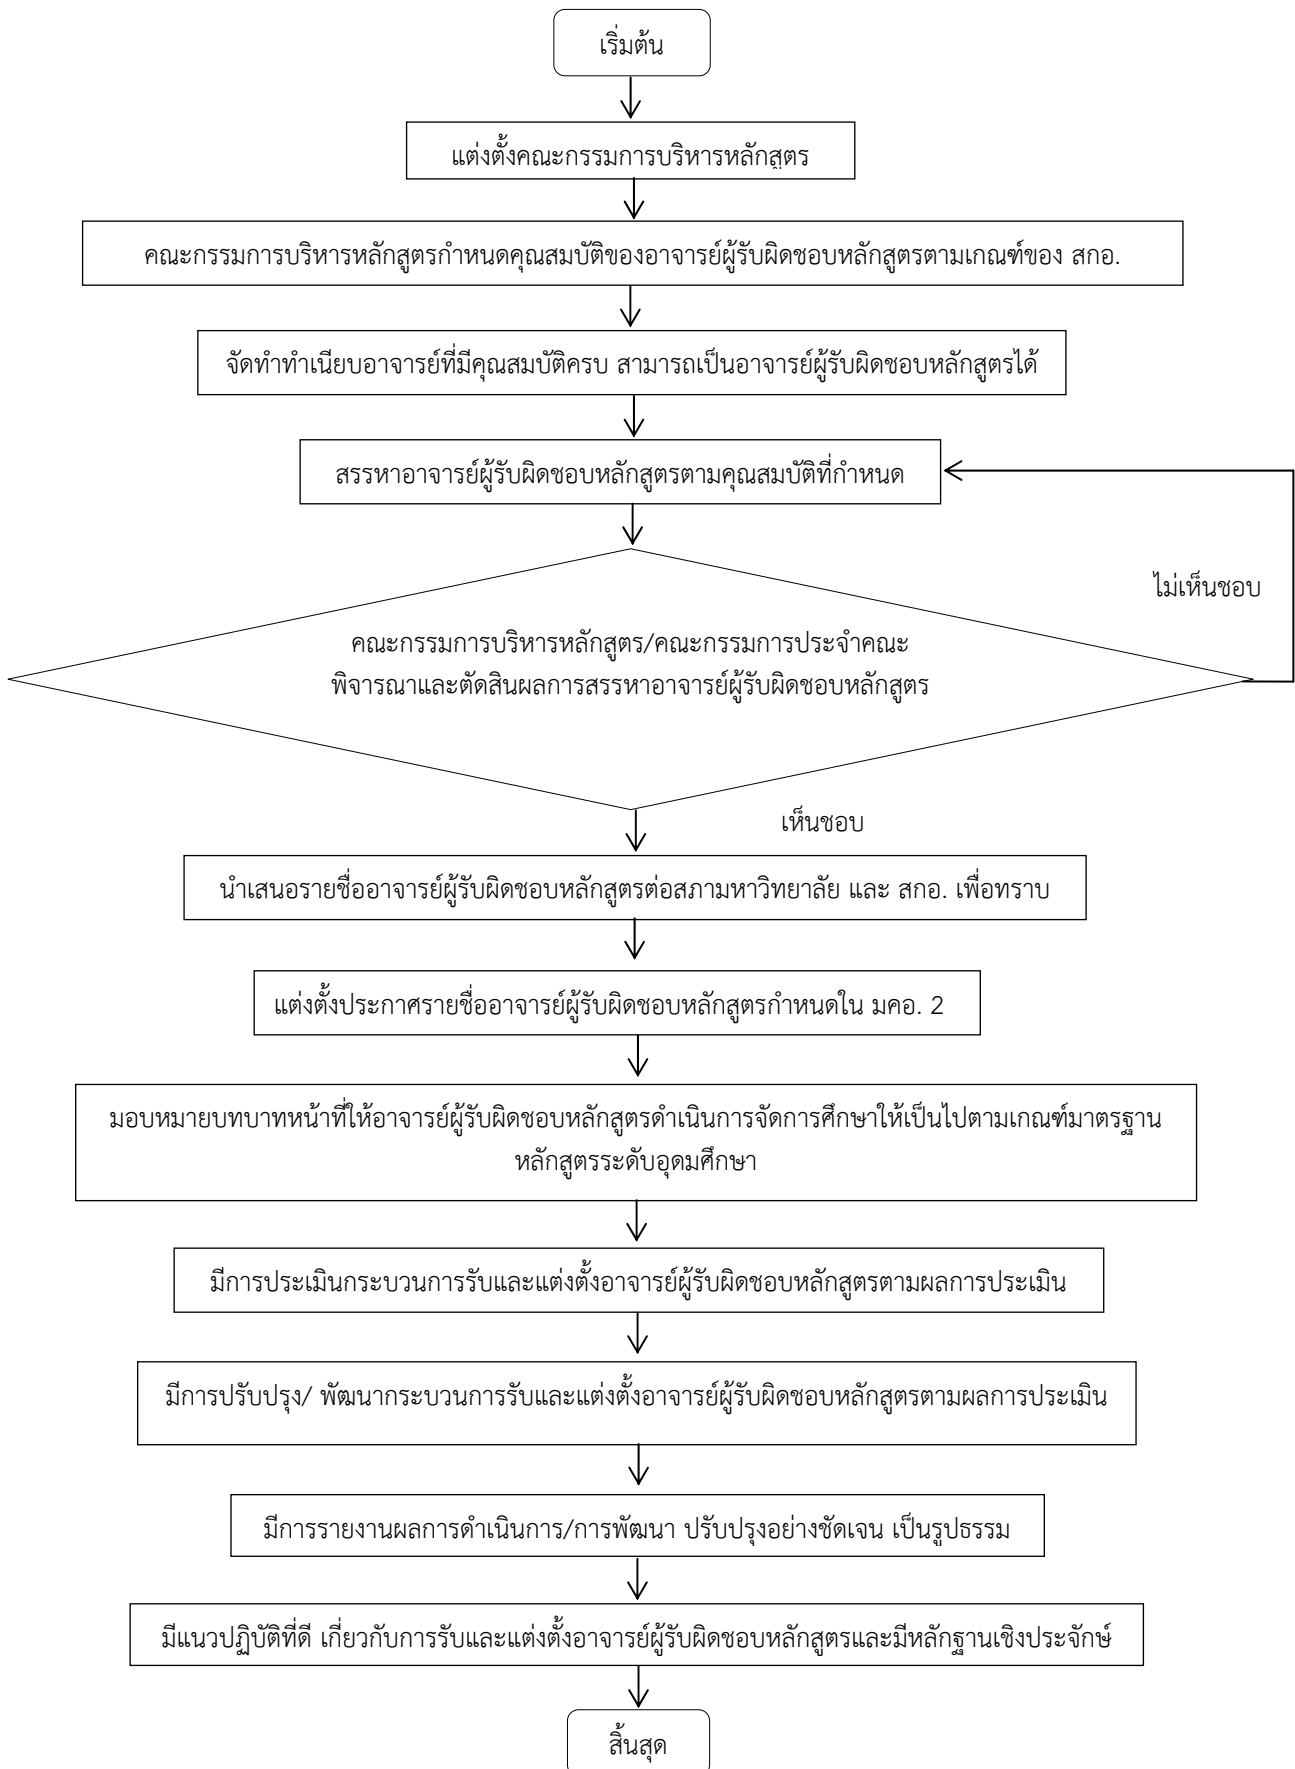 เริ่มต้น
แต่งตั้งคณะกรรมการบริหารหลักสูตร
คณะกรรมการบริหารหลักสูตรกำหนดคุณสมบัติของอาจารย์ผู้รับผิดชอบหลักสูตรตามเกณฑ์ของ สกอ.
จัดทำทำเนียบอาจารย์ที่มีคุณสมบัติครบ สามารถเป็นอาจารย์ผู้รับผิดชอบหลักสูตรได้
สรรหาอาจารย์ผู้รับผิดชอบหลักสูตรตามคุณสมบัติที่กำหนด
ไม่เห็นชอบ
คณะกรรมการบริหารหลักสูตร/คณะกรรมการประจำคณะ
พิจารณาและตัดสินผลการสรรหาอาจารย์ผู้รับผิดชอบหลักสูตร
เห็นชอบ
นำเสนอรายชื่ออาจารย์ผู้รับผิดชอบหลักสูตรต่อสภามหาวิทยาลัย และ สกอ. เพื่อทราบ
แต่งตั้งประกาศรายชื่ออาจารย์ผู้รับผิดชอบหลักสูตรกำหนดใน มคอ. 2
มอบหมายบทบาทหน้าที่ให้อาจารย์ผู้รับผิดชอบหลักสูตรดำเนินการจัดการศึกษาให้เป็นไปตามเกณฑ์มาตรฐาน
หลักสูตรระดับอุดมศึกษา
มีการประเมินกระบวนการรับและแต่งตั้งอาจารย์ผู้รับผิดชอบหลักสูตรตามผลการประเมิน
มีการปรับปรุง/ พัฒนากระบวนการรับและแต่งตั้งอาจารย์ผู้รับผิดชอบหลักสูตรตามผลการประเมิน
มีการรายงานผลการดำเนินการ/การพัฒนา ปรับปรุงอย่างชัดเจน เป็นรูปธรรม
มีแนวปฏิบัติที่ดี เกี่ยวกับการรับและแต่งตั้งอาจารย์ผู้รับผิดชอบหลักสูตรและมีหลักฐานเชิงประจักษ์
สิ้นสุด